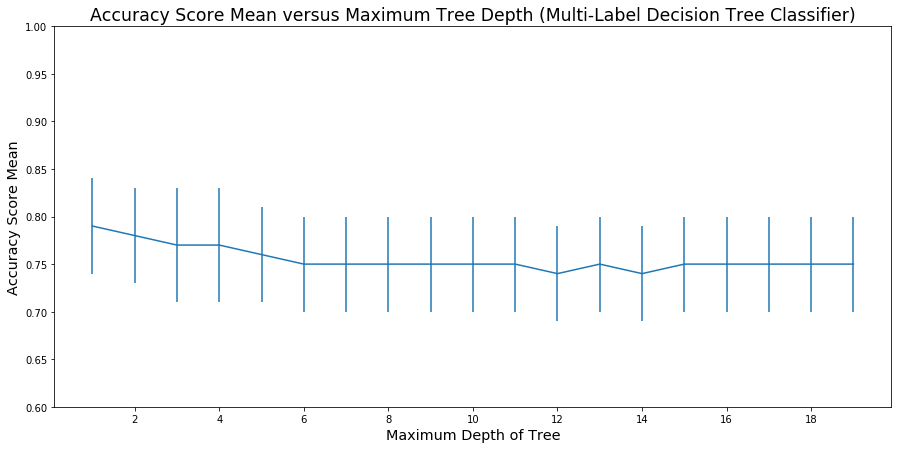 Accuracy Score Mean versus Maximum Tree Depth (Multi-Label Decision Tree Classifier)
1.00
0.95
0.90
0.85
0.80
0.75
0.70
0.65
0.60
Accuracy Score Mean
2 4 6 8 10 12 14 16 18
Maximum Depth of Tree